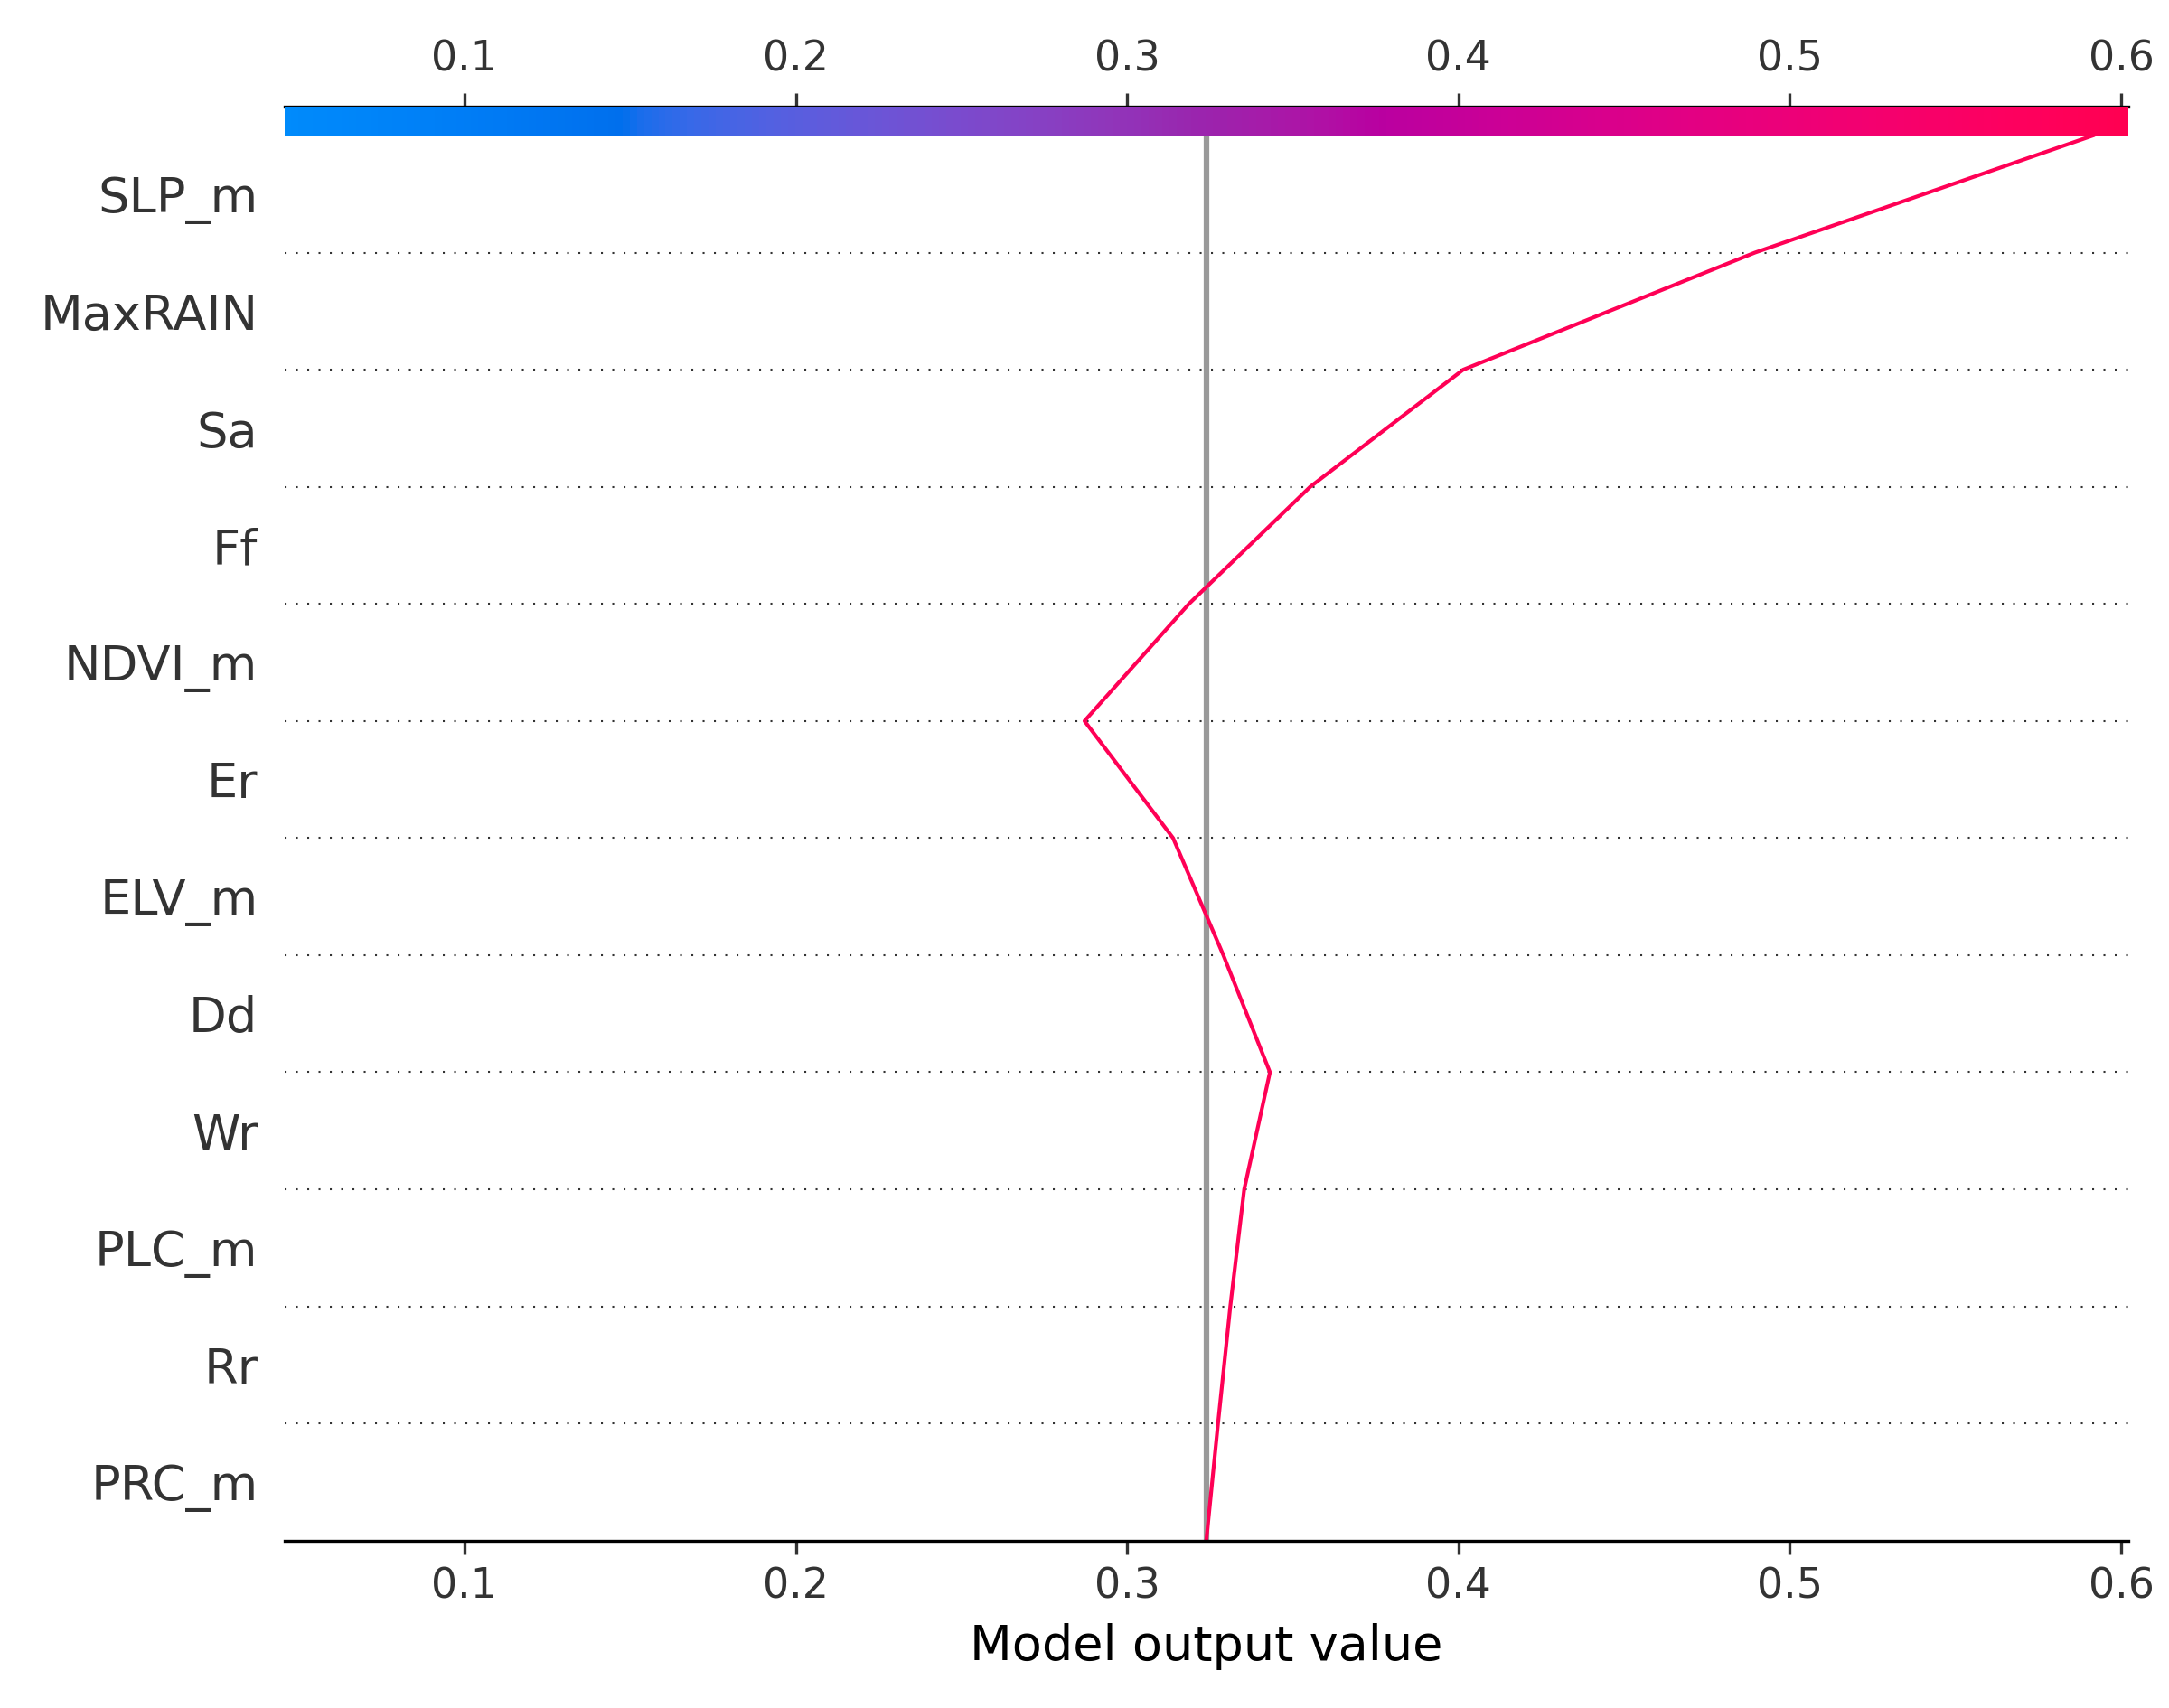 0.1 0.2 0.3 0.4 0.5 0.6
SLP_m
MaxRAIN
Sa
Ff
NDVI_m
Er
ELV_m
Dd
Wr
PLC_m
Rr
PRC_m
0.1 0.2 0.3 0.4 0.5 0.6
Model output value